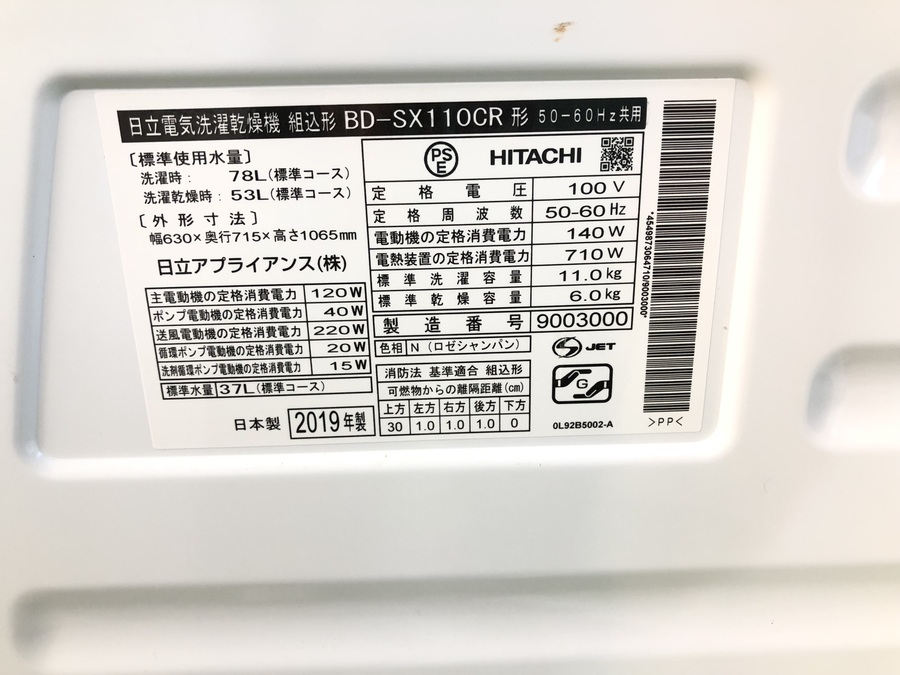 日立電気洗濯乾燥機 組込形 BD-SX110CR 形 50-60Hz共用
[標準使用水量]
洗濯時： 78L(標準コース)
洗濯乾燥時：53L(標準コース)
[外形寸法]
幅630×奥行715×高さ1065mm
日立アプライアンス(株)
主電動機の定格消費電力 120W
ポンプ電動機の定格消費電力 40W
送風電動機の定格消費電力 220W
循環ポンプ電動機の定格消費電力 20W
洗剤循環ポンプ電動機の定格消費電力 15W
標準水量 37L(標準コース)
日本製 2019年製
PSE HITACHI
定格電圧 100V
定格周波数 50-60Hz
電動機の定格消費電力 140W
電熱装置の定格消費電力 710W
標準洗濯容量 11.0kg
標準乾燥容量 6.0kg
製造番号 9003000
色相 N(ロゼシャンパン)
S JET
消防法 基準適合 組込形
可燃物からの離隔距離(cm)
上方 左方 右方 後方 下方
30 1.0 1.0 1.0 0
G
0L92B5002-A
*4549873064710/9003000*
>PP<